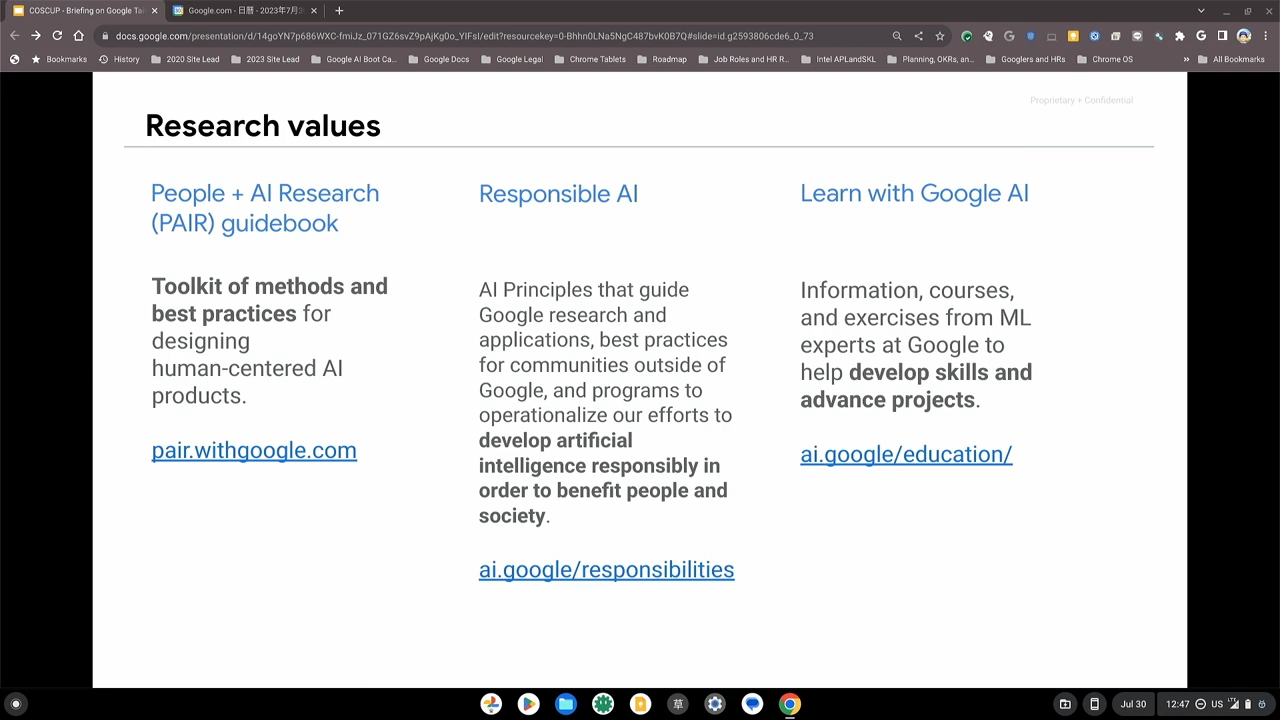 COSCUP - Briefing on Google Tai
Google.com - 日曆 - 2023年7月3
docs.google.com/presentation/d/14goYN7p686WXC-fmiJz_071GZ6svZ9pAjKg0o_YIFsI/edit?resourcekey=0-Bhhn0LNa5NgC487bvK0B7Q#slide=id.g2593806cde6_0_73
Bookmarks
History
2020 Site Lead
2023 Site Lead
Google AI Boot Ca...
Google Docs
Google Legal
Chrome Tablets
Roadmap
Job Roles and HR R...
Intel APLandSKL
Planning, OKRs, an...
Googlers and HRs
Chrome OS
»
All Bookmarks
Proprietary + Confidential
Research values
People + AI Research
(PAIR) guidebook
Toolkit of methods and
best practices for
designing
human-centered AI
products.
pair.withgoogle.com
Responsible AI
AI Principles that guide
Google research and
applications, best practices
for communities outside of
Google, and programs to
operationalize our efforts to
develop artificial
intelligence responsibly in
order to benefit people and
society.
ai.google/responsibilities
Learn with Google AI
Information, courses,
and exercises from ML
experts at Google to
help develop skills and
advance projects.
ai.google/education/
草
Jul 30
12:47
US
LTE